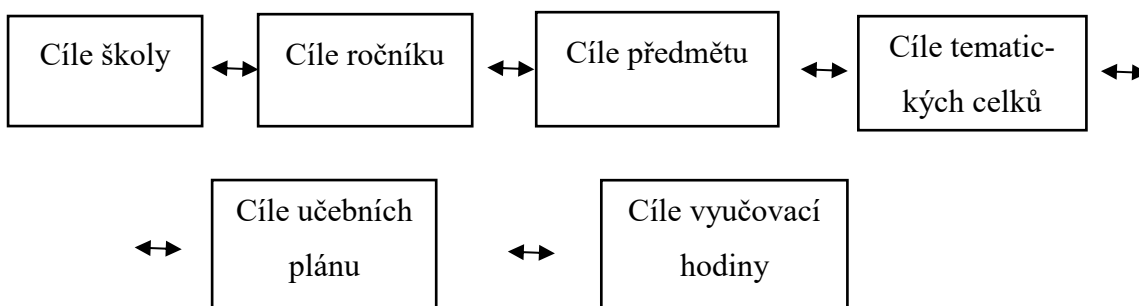 Cíle školy
Cíle ročníku
Cíle předmětu
Cíle tematic-
kých celků
Cíle učebních
plánu
Cíle vyučovací
hodiny